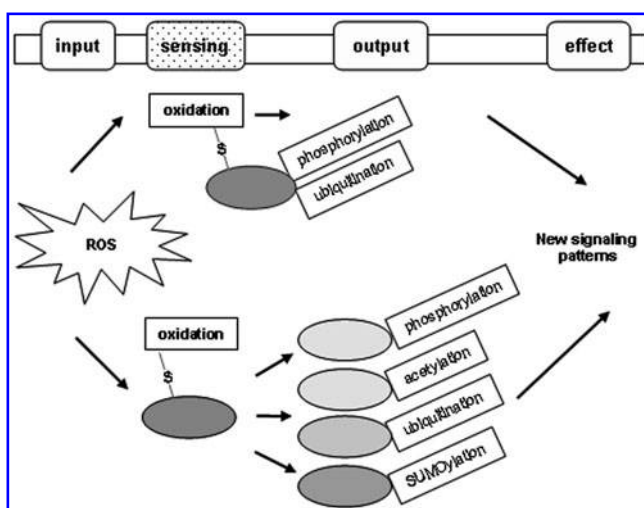 input
sensing
output
effect
oxidation
S
phosphorylation
ubiquitination
ROS
New signaling
patterns
oxidation
S
phosphorylation
acetylation
ubiquitination
SUMOylation